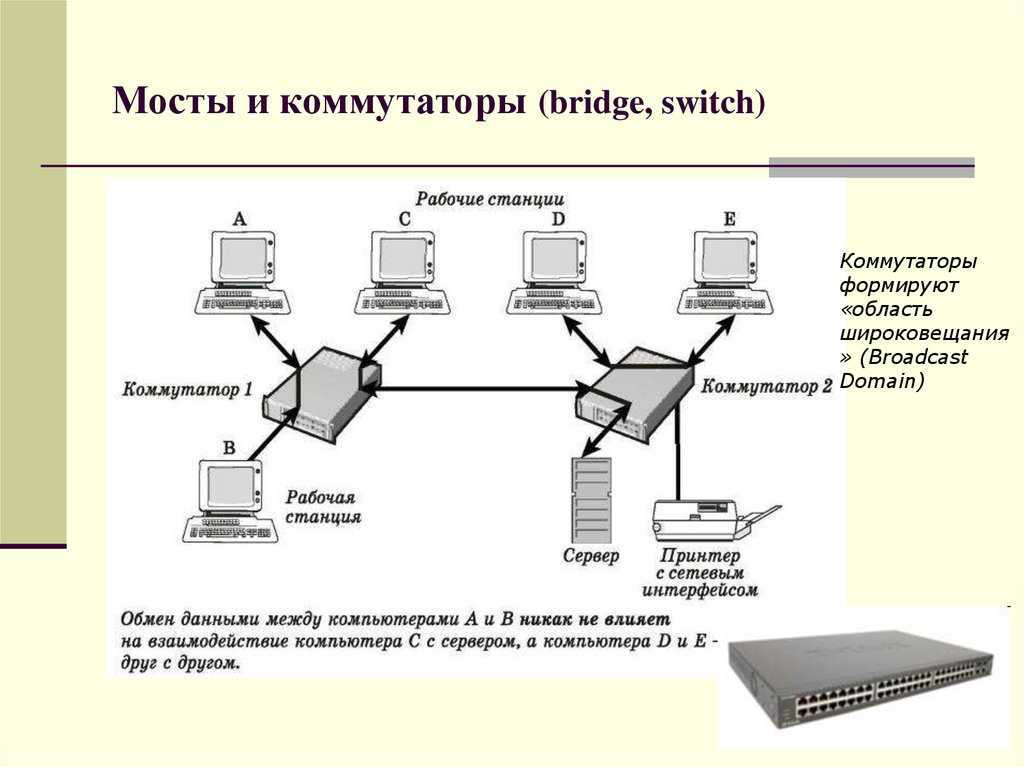 Мосты и коммутаторы (bridge, switch)
Рабочие станции
A
C
D
E
Коммутаторы
формируют
«область
широковещания
» (Broadcast
Domain)
Коммутатор 1
Коммутатор 2
B
Рабочая
станция
Сервер
Принтер
с сетевым
интерфейсом
Обмен данными между компьютерами А и В никак не влияет
на взаимодействие компьютера С с сервером, а компьютера D и Е -
друг с другом.